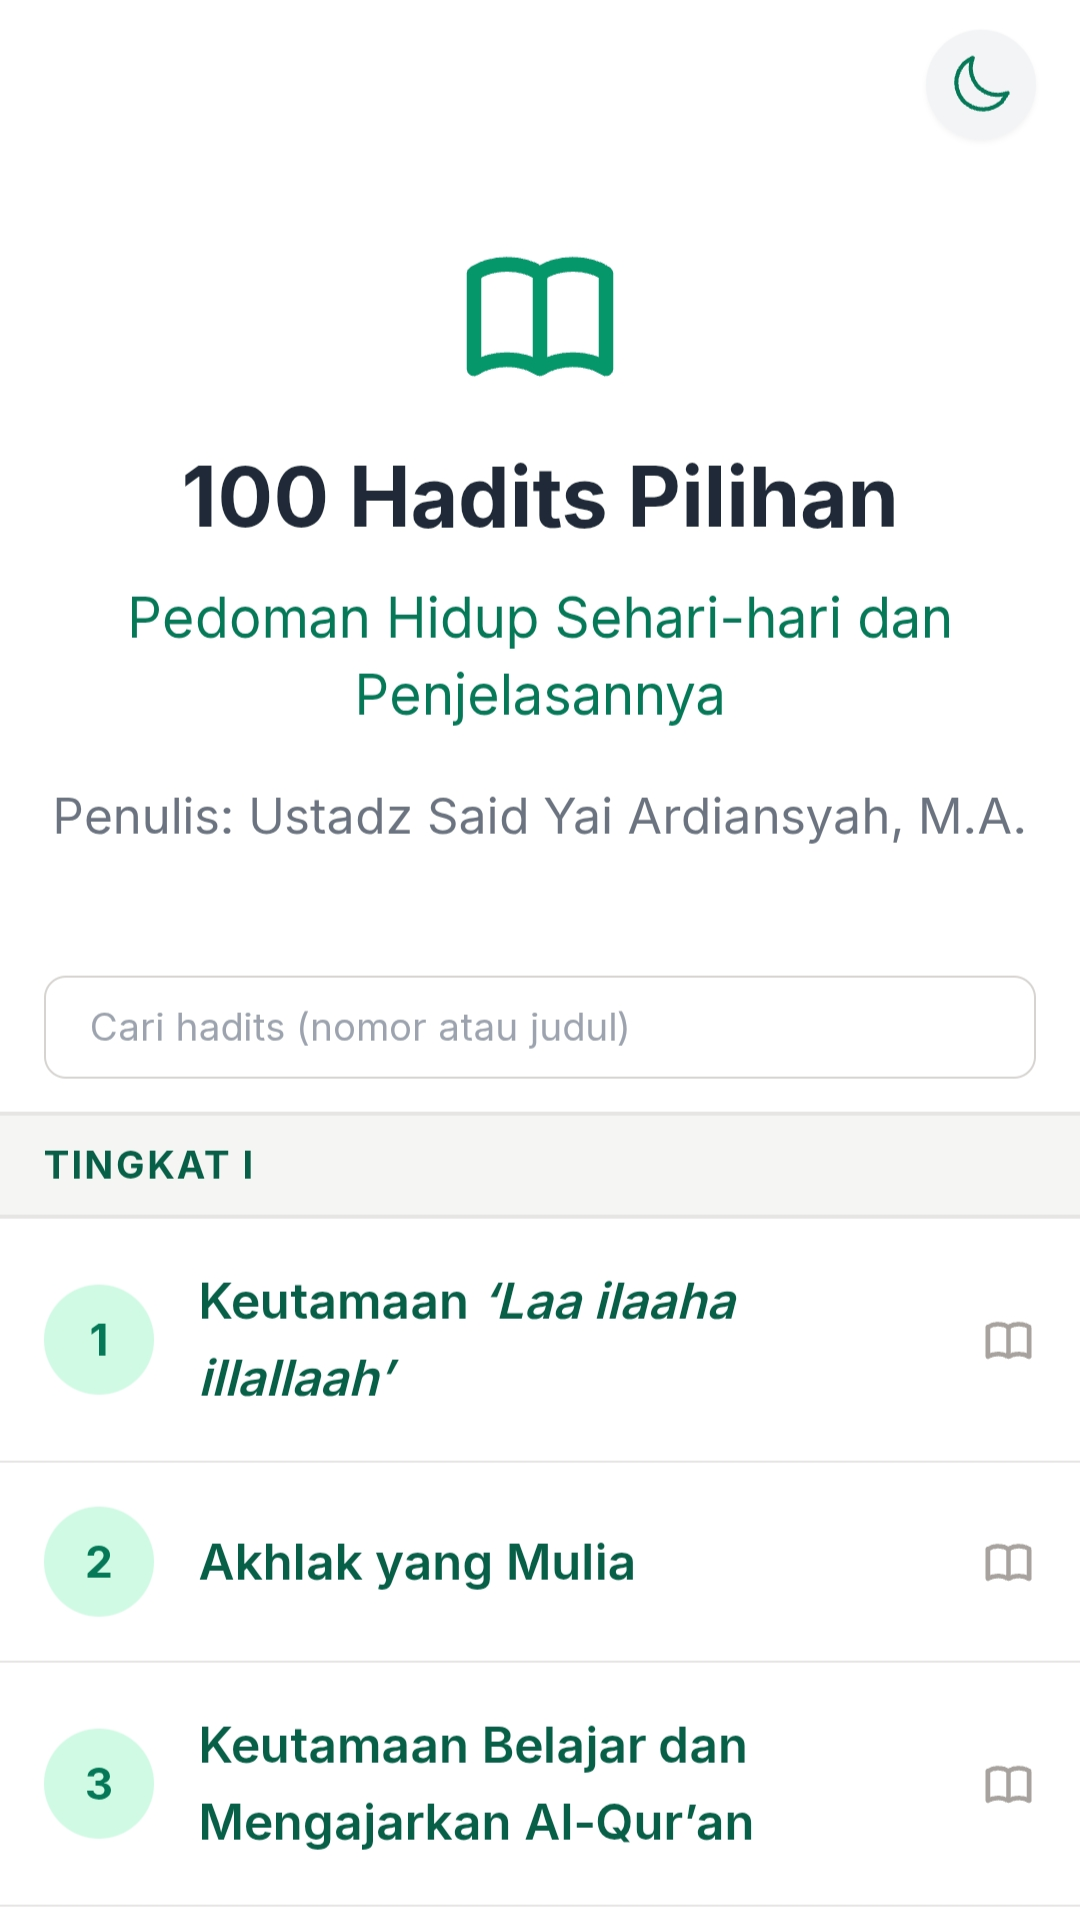 100 Hadits Pilihan
Pedoman Hidup Sehari-hari dan
Penjelasannya
Penulis: Ustadz Said Yai Ardiansyah, M.A.
Cari hadits (nomor atau judul)
TINGKAT I
1
Keutamaan ‘Laa ilaaha
illallaah’
2
Akhlak yang Mulia
3
Keutamaan Belajar dan
Mengajarkan Al-Qur’an